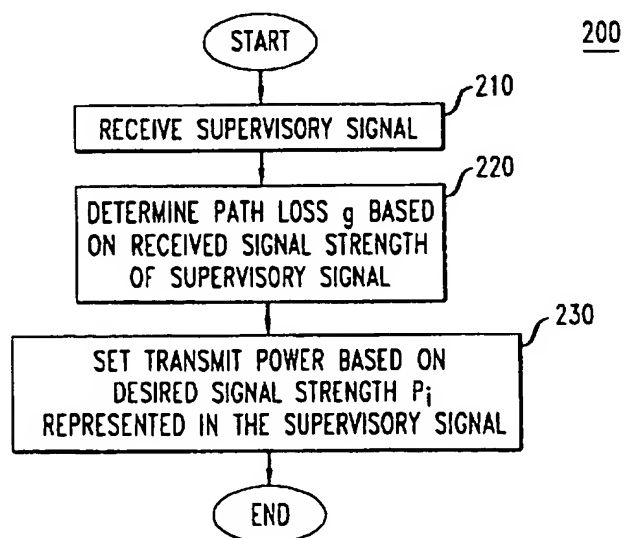 START
200
210
RECEIVE SUPERVISORY SIGNAL
220
DETERMINE PATH LOSS g BASED
ON RECEIVED SIGNAL STRENGTH
OF SUPERVISORY SIGNAL
230
SET TRANSMIT POWER BASED ON
DESIRED SIGNAL STRENGTH Pi
REPRESENTED IN THE SUPERVISORY SIGNAL
END